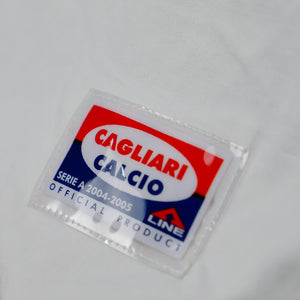 CAGLIARI
CALCIO
SERIE A 2004-2005
A LINE
OFFICIAL PRODUCT